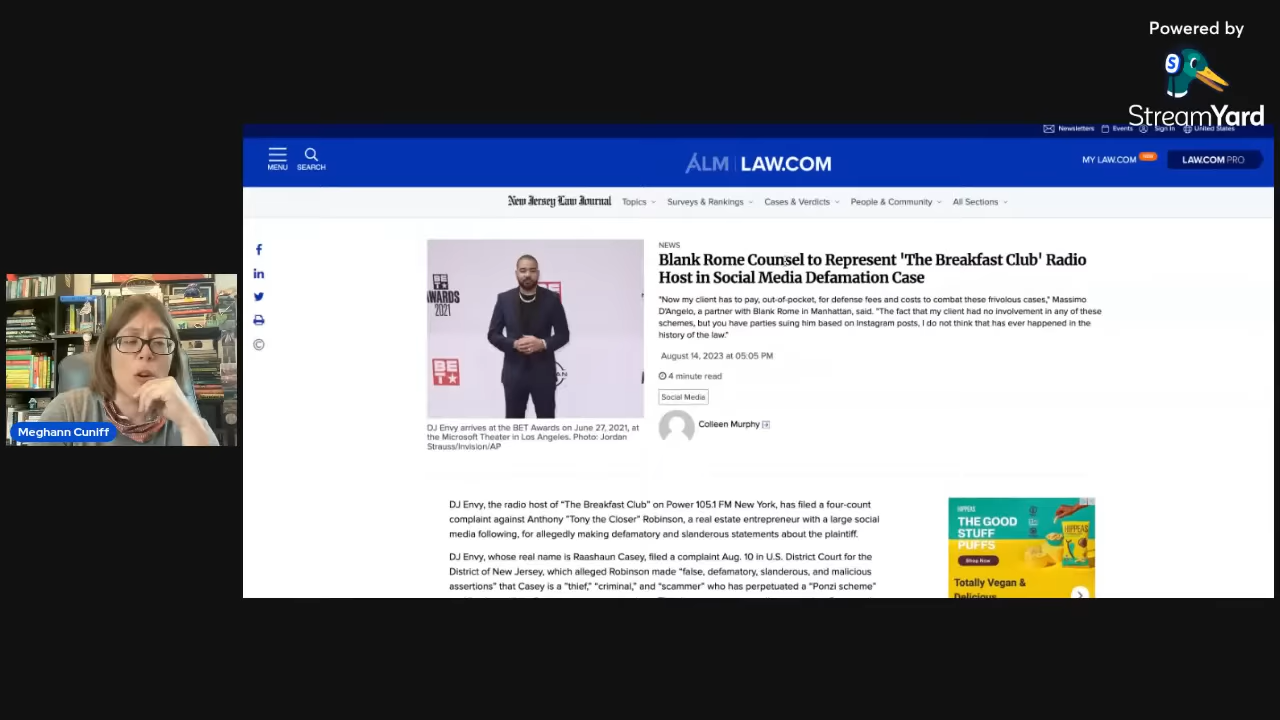 Powered by
StreamYard
Newsletters Events Sign In United States
MENU SEARCH
ALM | LAW.COM
MY LAW.COM LAW.COM PRO
New Jersey Law Journal Topics Surveys & Rankings Cases & Verdicts People & Community All Sections
BET AWARDS 2021
BET
NEWS
Blank Rome Counsel to Represent 'The Breakfast Club' Radio
Host in Social Media Defamation Case
"Now my client has to pay, out-of-pocket, for defense fees and costs to combat these frivolous cases," Massimo
D'Angelo, a partner with Blank Rome in Manhattan, said. "The fact that my client had no involvement in any of these
schemes, but you have parties suing him based on Instagram posts, I do not think that has ever happened in the
history of the law."
August 14, 2023 at 05:05 PM
4 minute read
Social Media
Colleen Murphy
DJ Envy arrives at the BET Awards on June 27, 2021, at
the Microsoft Theater in Los Angeles. Photo: Jordan
Strauss/Invision/AP
Meghann Cuniff
DJ Envy, the radio host of "The Breakfast Club" on Power 105.1 FM New York, has filed a four-count
complaint against Anthony "Tony the Closer" Robinson, a real estate entrepreneur with a large social
media following, for allegedly making defamatory and slanderous statements about the plaintiff.
DJ Envy, whose real name is Raashaun Casey, filed a complaint Aug. 10 in U.S. District Court for the
District of New Jersey, which alleged Robinson made "false, defamatory, slanderous, and malicious
assertions" that Casey is a "thief," "criminal," and "scammer" who has perpetuated a "Ponzi scheme"
HIPPEAS
THE GOOD
STUFF
PUFFS
Shop Now
Totally Vegan &
Delicious